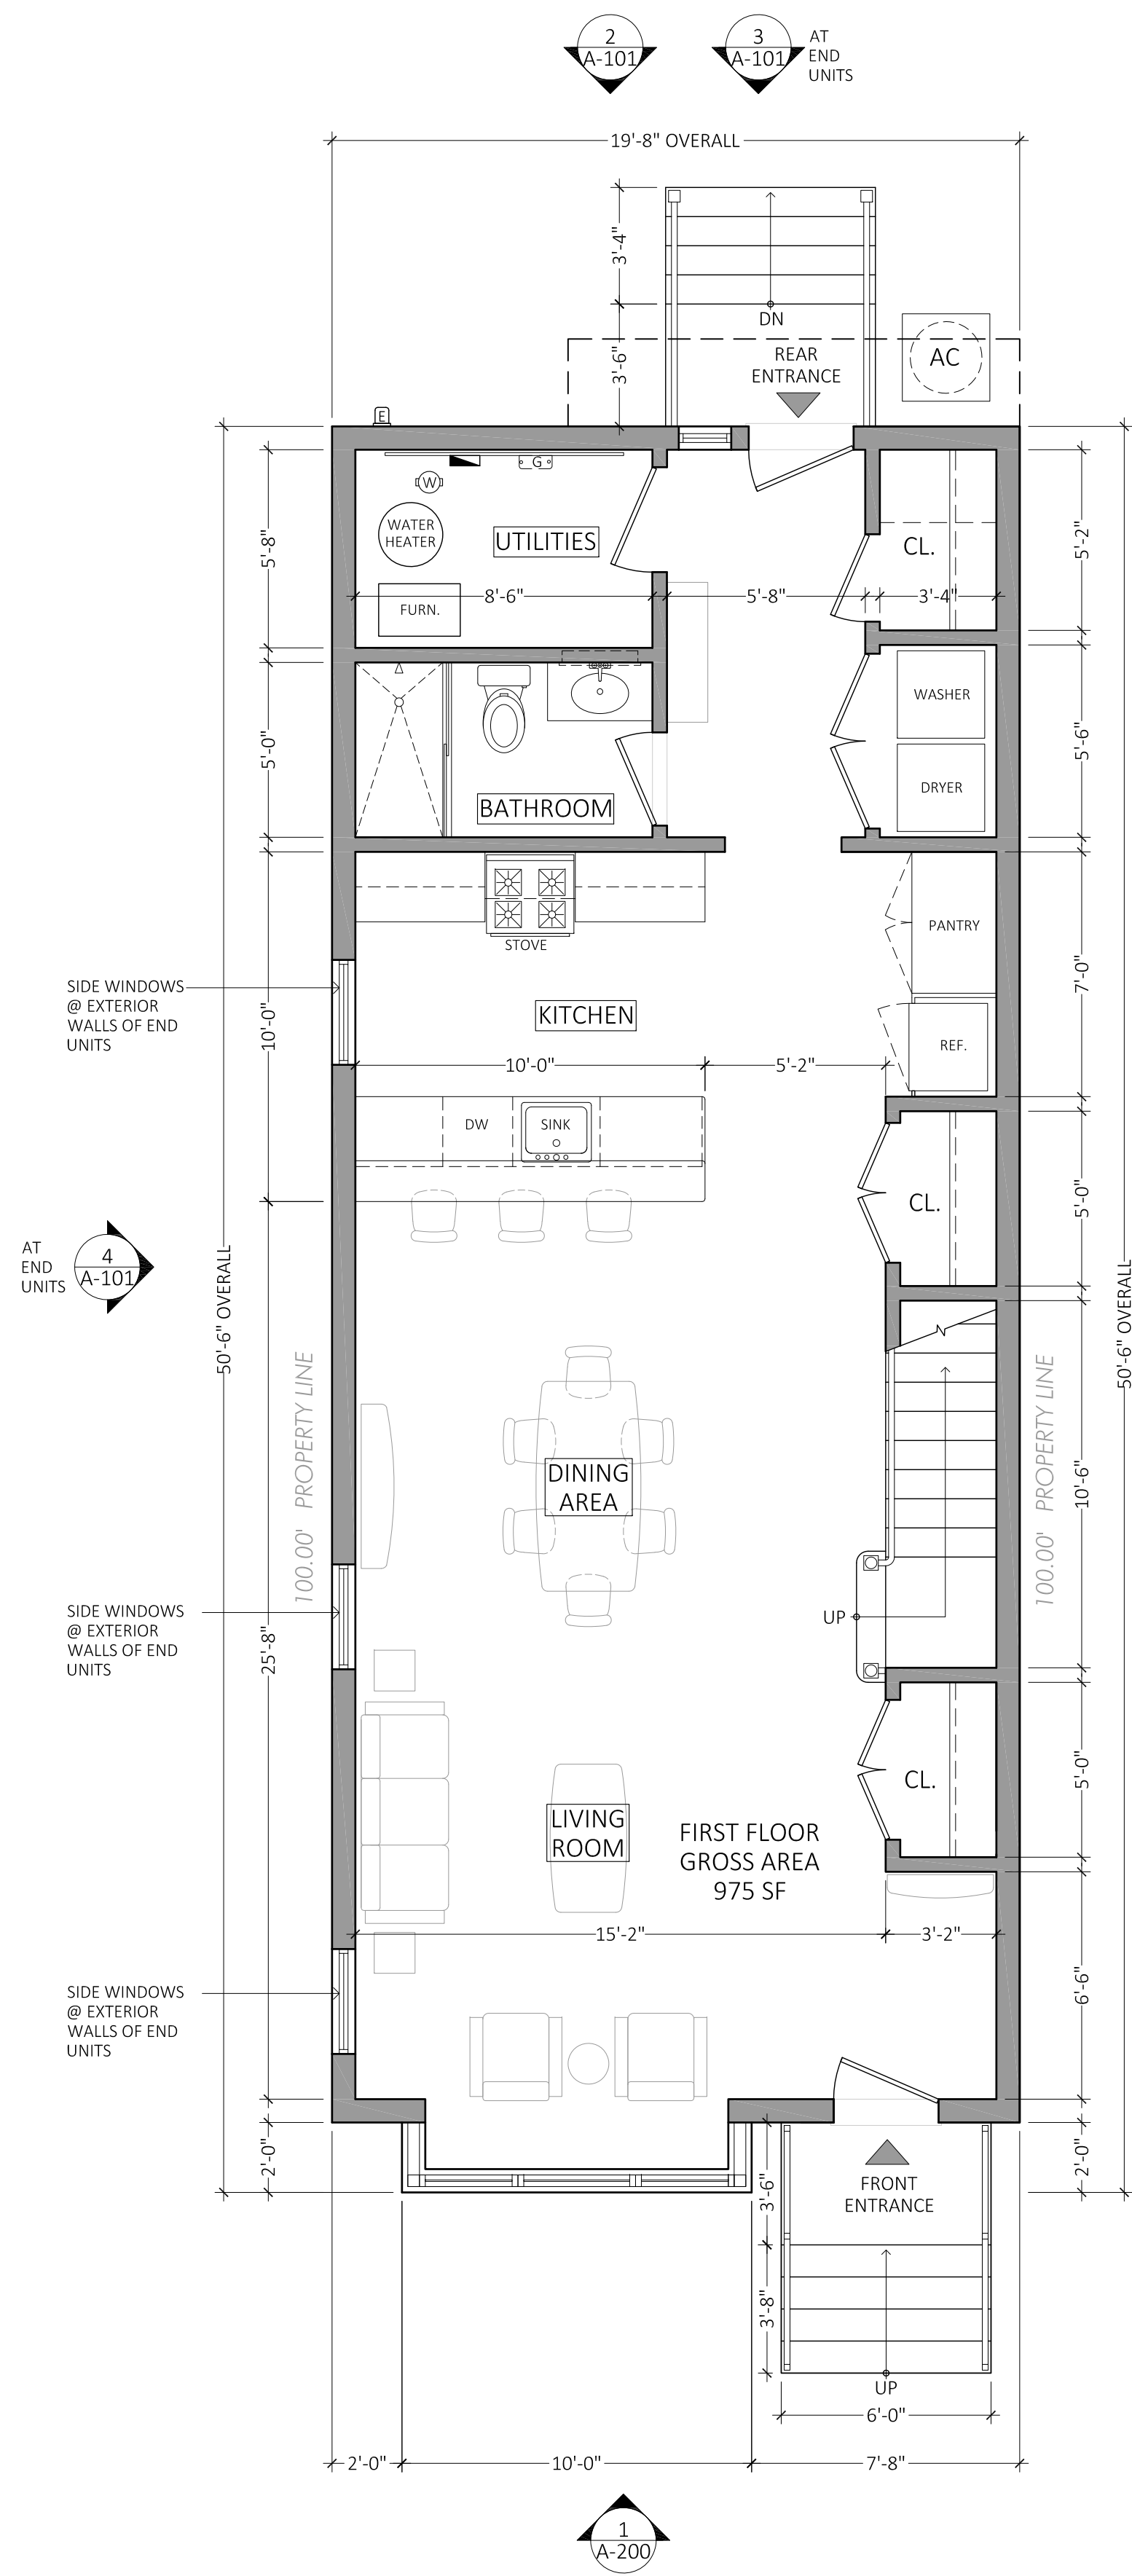 2
A-101
3
A-101
AT
END
UNITS
19'-8" OVERALL
3'-4"
DN
3'-6"
REAR
ENTRANCE
AC
E
G
W
WATER
HEATER
UTILITIES
CL.
5'-8"
5'-2"
8'-6"
5'-8"
3'-4"
FURN.
WASHER
5'-0"
5'-6"
DRYER
BATHROOM
STOVE
PANTRY
SIDE WINDOWS
@ EXTERIOR
WALLS OF END
UNITS
10'-0"
7'-0"
KITCHEN
REF.
10'-0"
5'-2"
DW
SINK
CL.
5'-0"
AT
END
UNITS
4
A-101
50'-6" OVERALL
50'-6" OVERALL
100.00' PROPERTY LINE
100.00' PROPERTY LINE
N
DINING
AREA
10'-6"
SIDE WINDOWS
@ EXTERIOR
WALLS OF END
UNITS
25'-8"
UP
CL.
5'-0"
LIVING
ROOM
FIRST FLOOR
GROSS AREA
975 SF
15'-2"
3'-2"
SIDE WINDOWS
@ EXTERIOR
WALLS OF END
UNITS
6'-6"
2'-0"
2'-0"
3'-6"
FRONT
ENTRANCE
3'-8"
UP
6'-0"
2'-0"
10'-0"
7'-8"
1
A-200